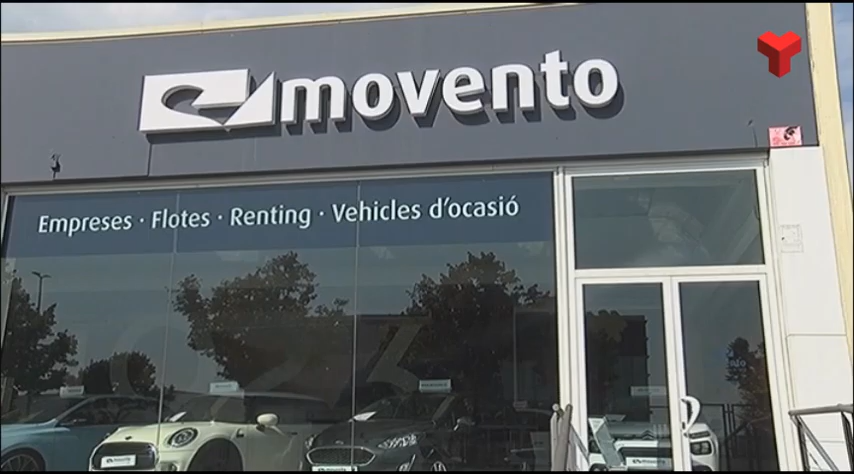 movento
Empreses · Flotes · Renting · Vehicles d'ocasió